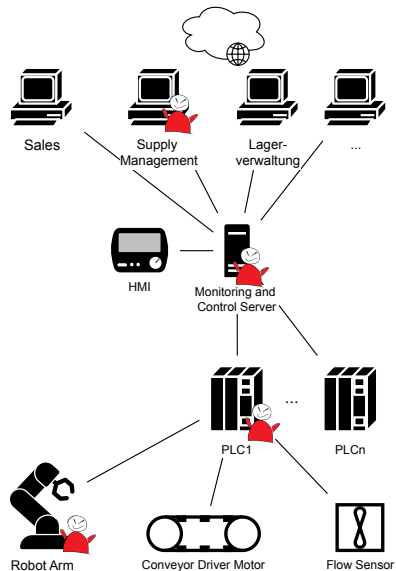 Sales
Supply
Management
Lager-
verwaltung
...
HMI
Monitoring and
Control Server
...
PLC1
PLCn
Robot Arm
Conveyor Driver Motor
Flow Sensor